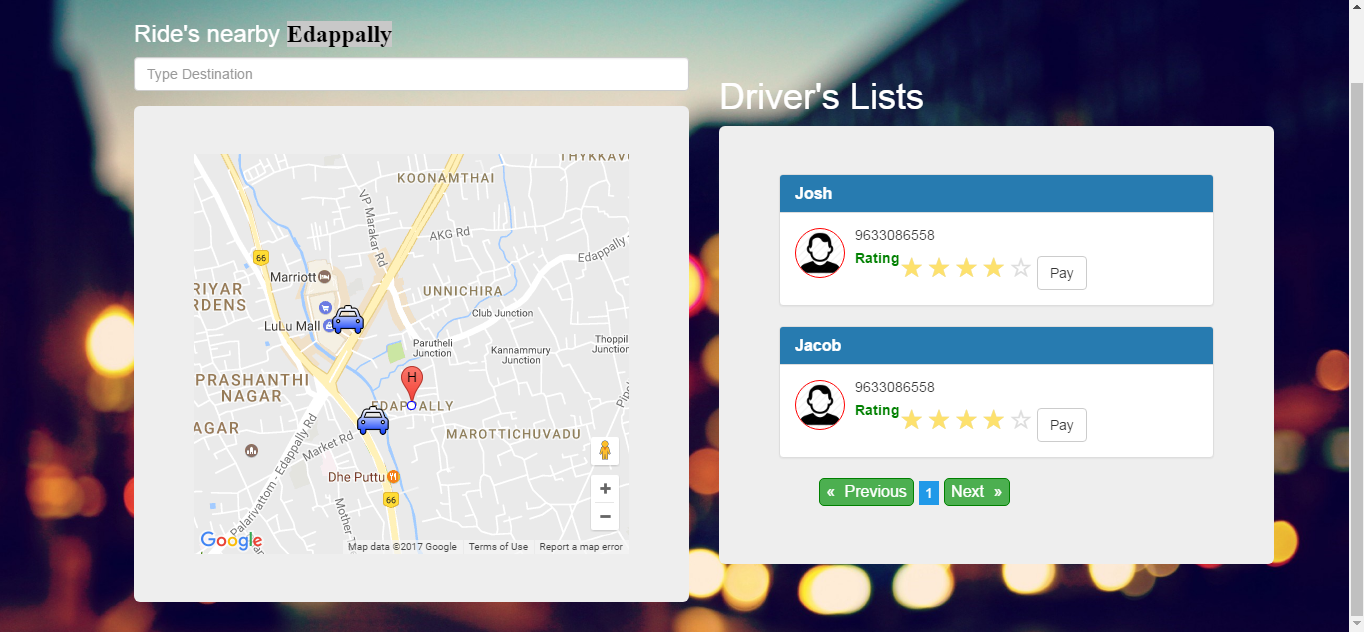 Ride's nearby Edappally
Type Destination
THYKKAV
KOONAMTHAI
VP Marakar Rd
AKG Rd
Edappally
66
Marriott
RIYAR
RDENS
UNNICHIRA
Club Junction
LuLu Mall
Parutheli
Junction
Kannammury
Junction
Thoppil
Junction
H
PRASHANTHI
NAGAR
EDAPPALLY
Pipe
AGAR
Market Rd
MAROTTICHUVADU
Palarivattom - Edappally Rd
Dhe Puttu
66
Mother
+
−
Google
Map data ©2017 Google
Terms of Use
Report a map error
Driver's Lists
Josh
9633086558
Rating
Pay
Jacob
9633086558
Rating
Pay
« Previous 1 Next »